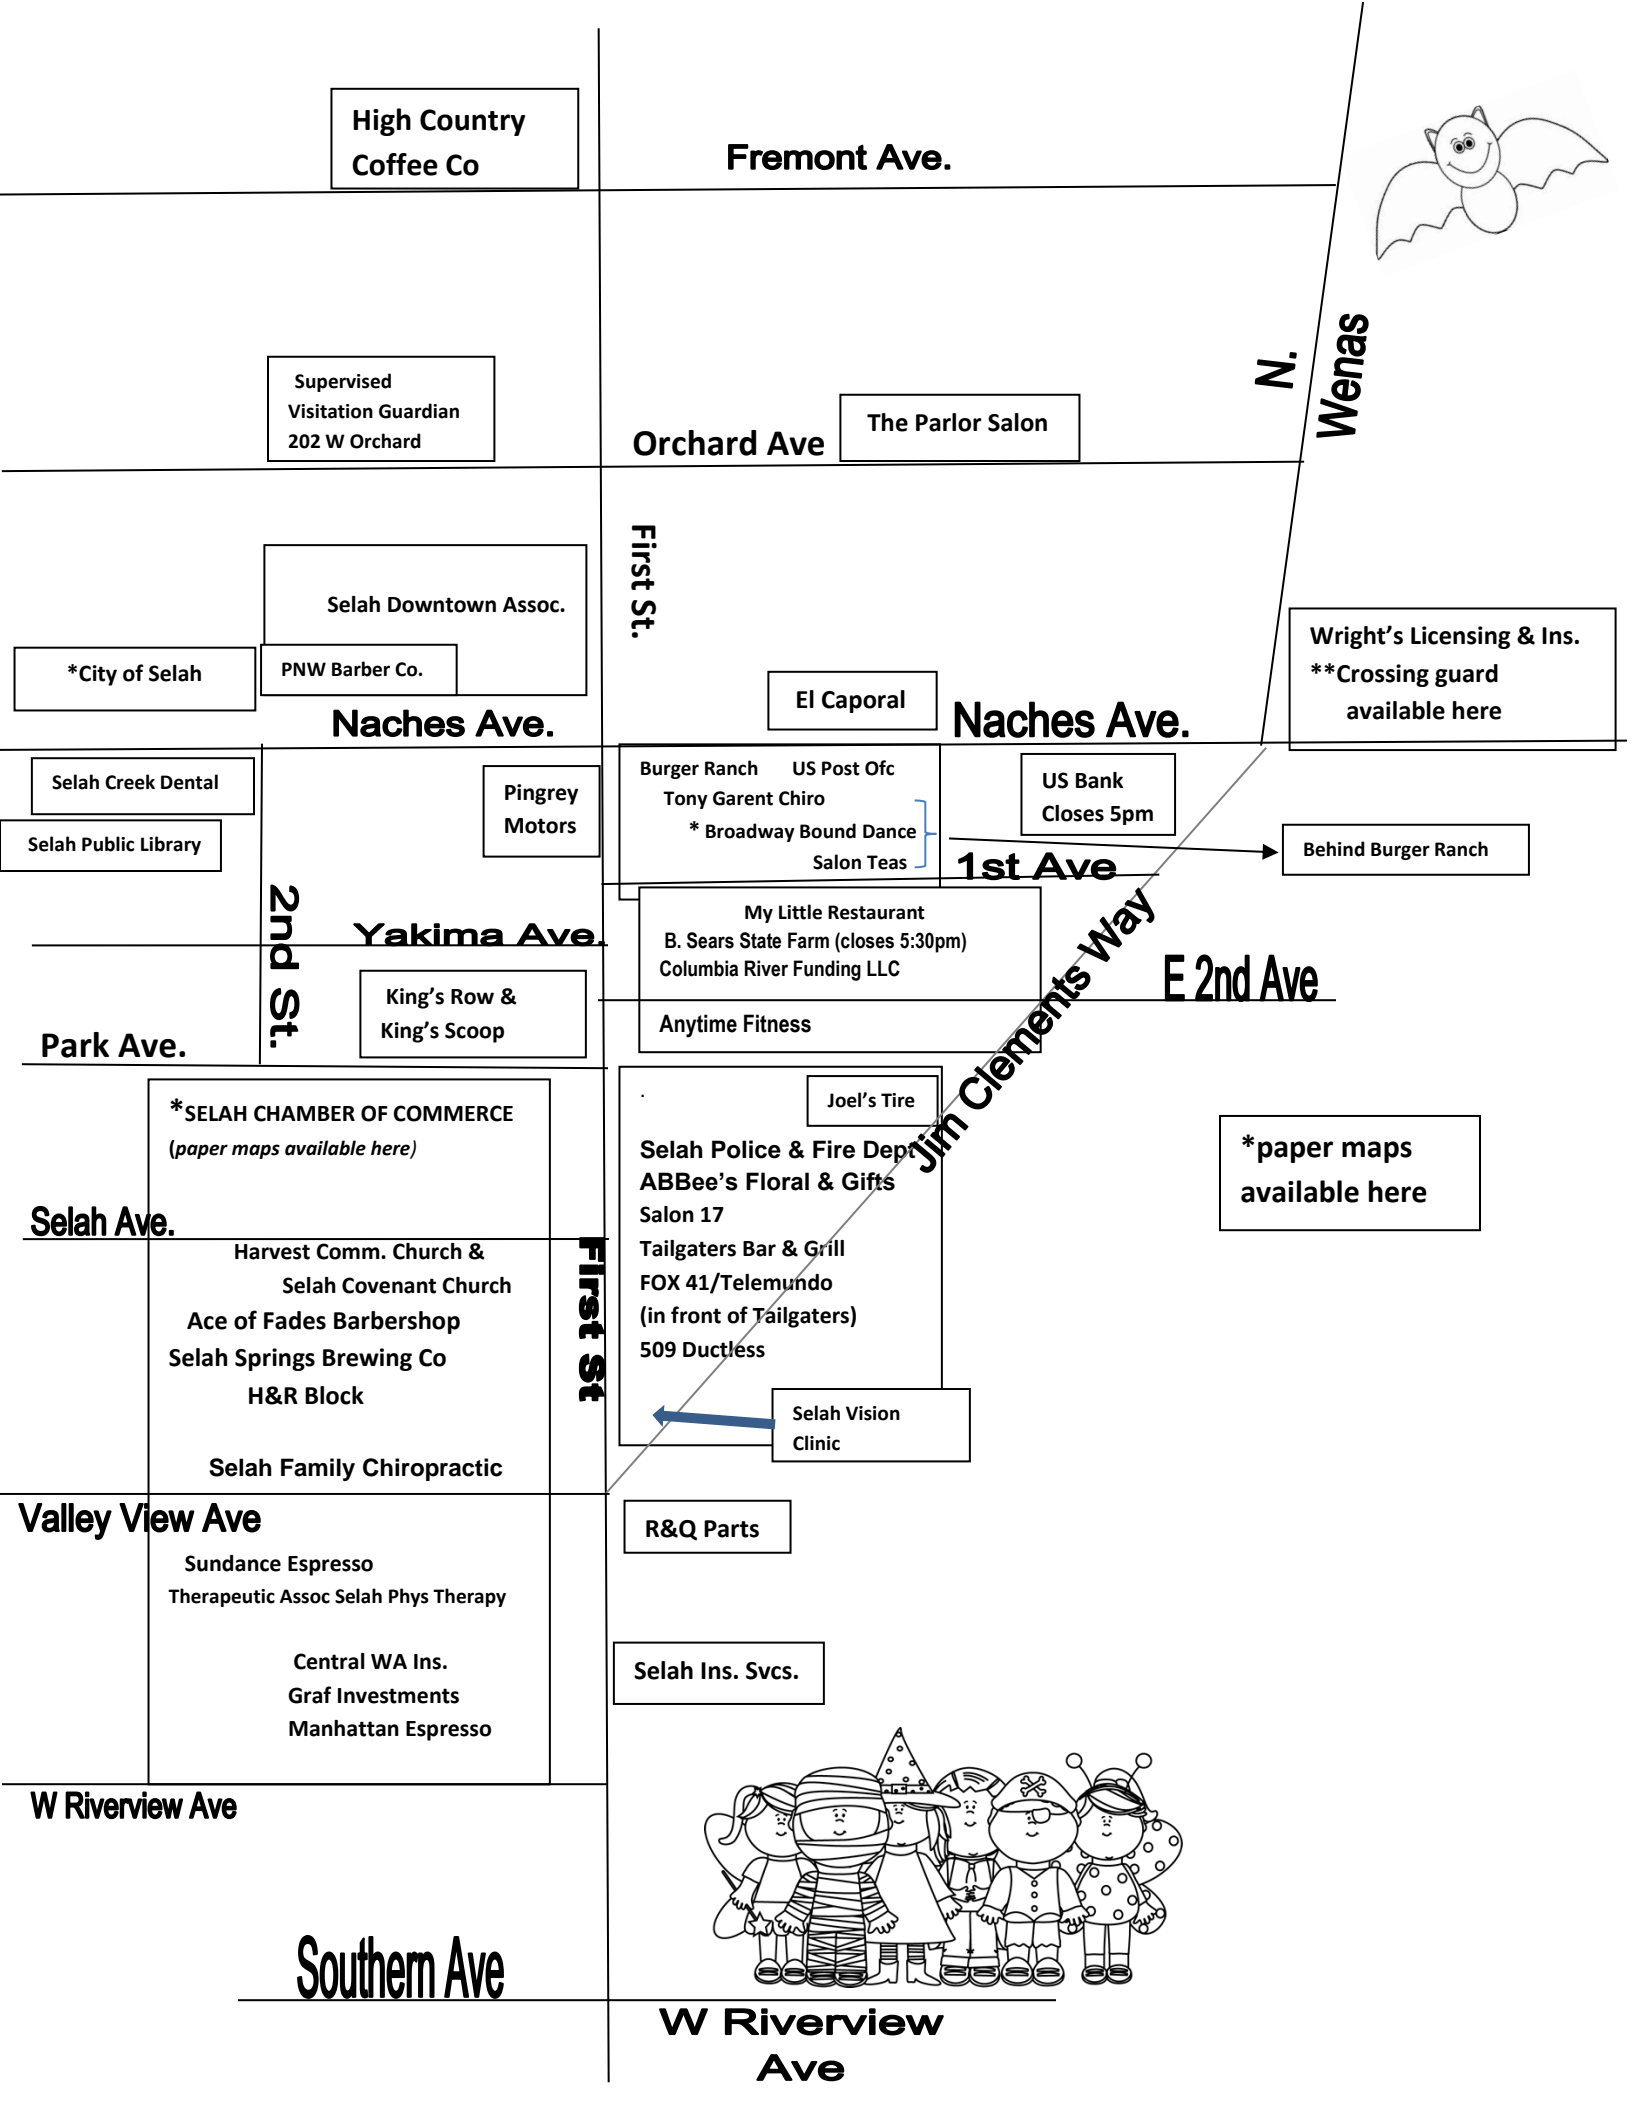 High Country
Coffee Co
Fremont Ave.
N.
Wenas
Supervised
Visitation Guardian
202 W Orchard
Orchard Ave
The Parlor Salon
First St.
Selah Downtown Assoc.
*City of Selah
PNW Barber Co.
El Caporal
Wright’s Licensing & Ins.
**Crossing guard
available here
Naches Ave.
Naches Ave.
Selah Creek Dental
Selah Public Library
Pingrey
Motors
Burger Ranch US Post Ofc
Tony Garent Chiro
* Broadway Bound Dance
Salon Teas
US Bank
Closes 5pm
Behind Burger Ranch
1st Ave
2nd St.
Yakima Ave.
My Little Restaurant
B. Sears State Farm (closes 5:30pm)
Columbia River Funding LLC
Jim Clements Way
E 2nd Ave
King’s Row &
King’s Scoop
Anytime Fitness
Park Ave.
*SELAH CHAMBER OF COMMERCE
(paper maps available here)
.
Joel’s Tire
Selah Police & Fire Dept
ABBee’s Floral & Gifts
Salon 17
Tailgaters Bar & Grill
FOX 41/Telemundo
(in front of Tailgaters)
509 Ductless
*paper maps
available here
Selah Ave.
Harvest Comm. Church &
Selah Covenant Church
Ace of Fades Barbershop
Selah Springs Brewing Co
H&R Block
First St
Selah Vision
Clinic
Selah Family Chiropractic
Valley View Ave
R&Q Parts
Sundance Espresso
Therapeutic Assoc Selah Phys Therapy
Central WA Ins.
Graf Investments
Manhattan Espresso
Selah Ins. Svcs.
W Riverview Ave
Southern Ave
W Riverview
Ave